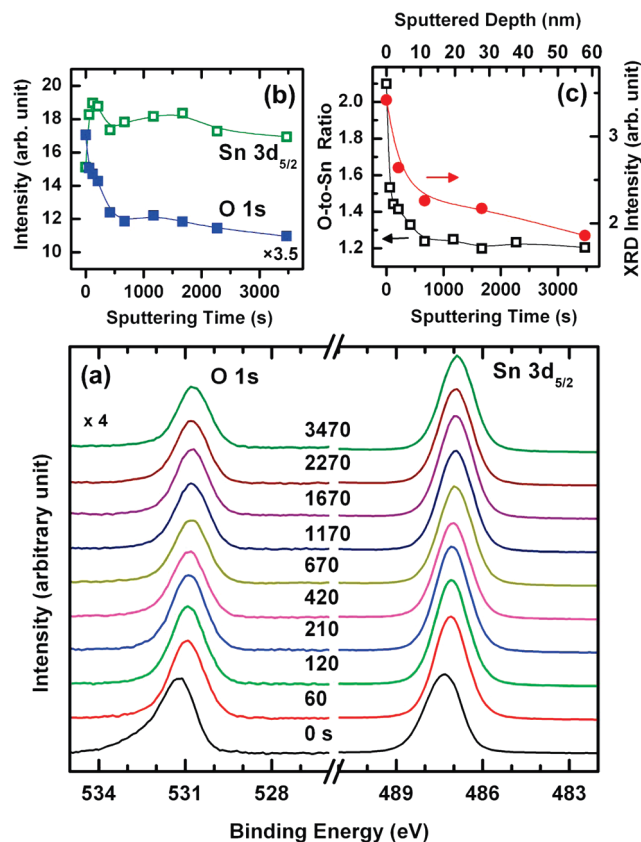 Sputtered Depth (nm)
0 10 20 30 40 50 60
(b)
Intensity (arb. unit)
20
18
16
14
12
10
Sn 3d5/2
O 1s
×3.5
0 1000 2000 3000
Sputtering Time (s)
(c)
O-to-Sn Ratio
2.0
1.8
1.6
1.4
1.2
3
2
XRD Intensity (arb. unit)
0 1000 2000 3000
Sputtering Time (s)
(a)
O 1s
Sn 3d5/2
x 4
3470
2270
1670
1170
670
420
210
120
60
0 s
Intensity (arbitrary unit)
534 531 528 489 486 483
Binding Energy (eV)